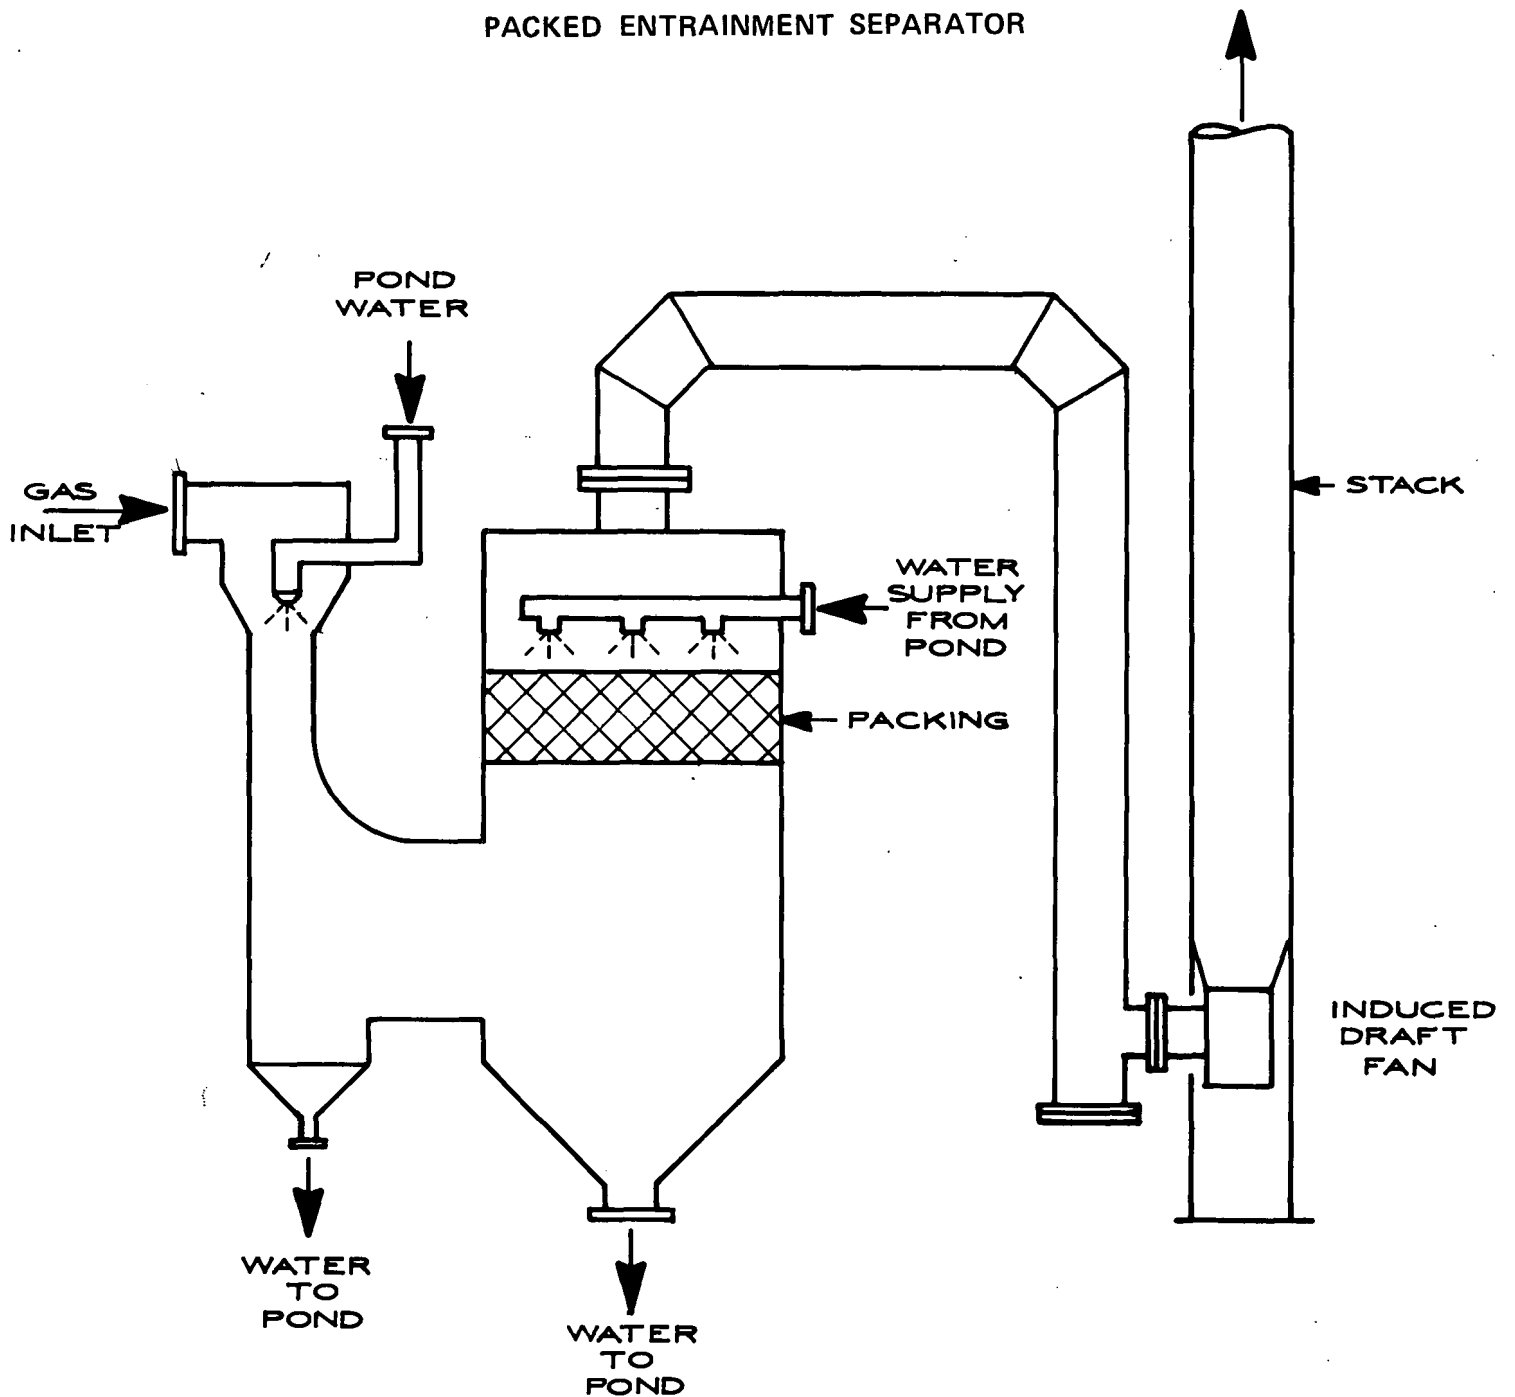 PACKED ENTRAINMENT SEPARATOR
POND
WATER
GAS
INLET
STACK
WATER
SUPPLY
FROM
POND
PACKING
INDUCED
DRAFT
FAN
WATER
TO
POND
WATER
TO
POND